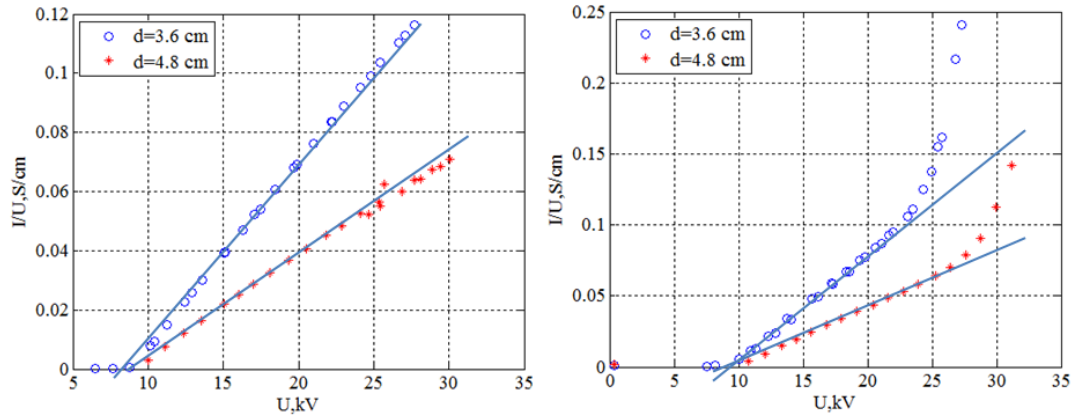 0.12
0.1
0.08
0.06
0.04
0.02
0
I/U,S/cm
d=3.6 cm
d=4.8 cm
5 10 15 20 25 30 35
U,kV
0.25
0.2
0.15
0.1
0.05
0
I/U,S/cm
d=3.6 cm
d=4.8 cm
0 5 10 15 20 25 30 35
U,kV